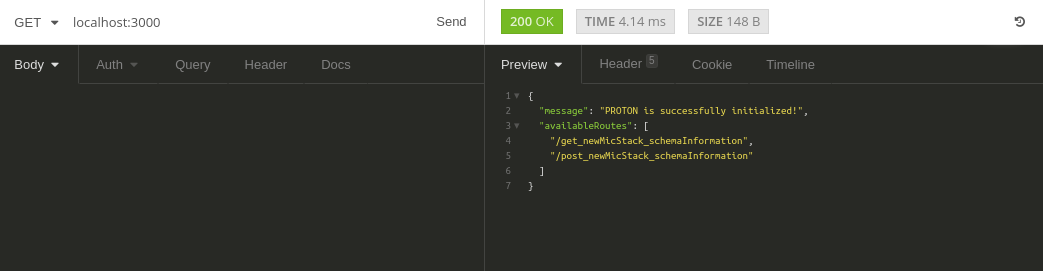 GET localhost:3000 Send 200 OK TIME 4.14 ms SIZE 148 B
Body Auth Query Header Docs Preview Header 5 Cookie Timeline
1 {
2 "message": "PROTON is successfully initialized!",
3 "availableRoutes": [
4 "/get_newMicStack_schemaInformation",
5 "/post_newMicStack_schemaInformation"
6 ]
7 }